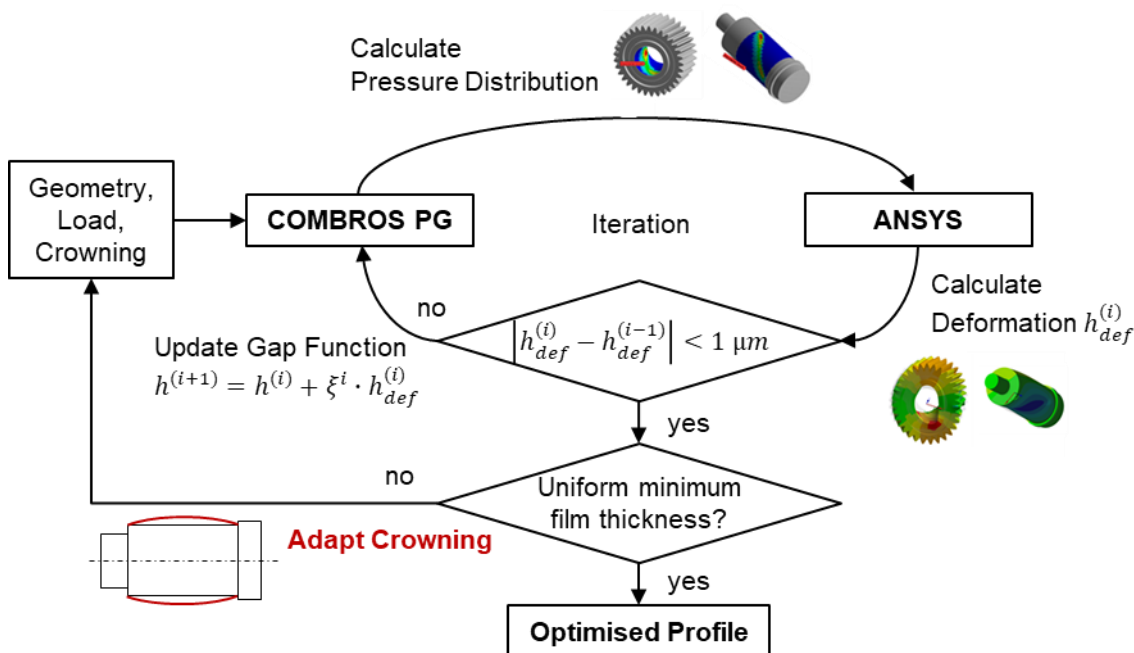 Calculate
Pressure Distribution
Geometry,
Load,
Crowning
COMBROS PG
Iteration
ANSYS
Calculate
Deformation $h_{def}^{(i)}$
no
$\left|h_{def}^{(i)} - h_{def}^{(i-1)}\right| < 1\ \mu m$
Update Gap Function
$h^{(i+1)} = h^{(i)} + \xi^{i} \cdot h_{def}^{(i)}$
yes
no
Uniform minimum
film thickness?
Adapt Crowning
yes
Optimised Profile